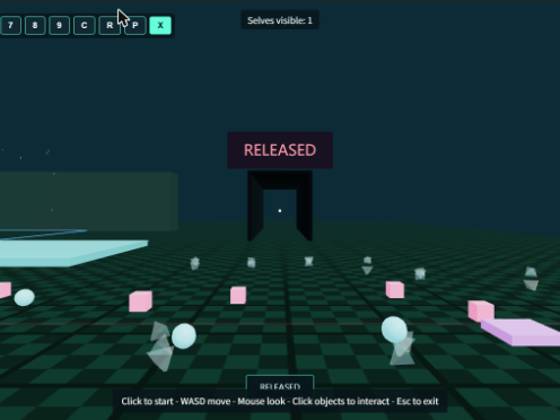 7 8 9 C R P X
Selves visible: 1
RELEASED
RELEASED
Click to start - WASD move - Mouse look - Click objects to interact - Esc to exit